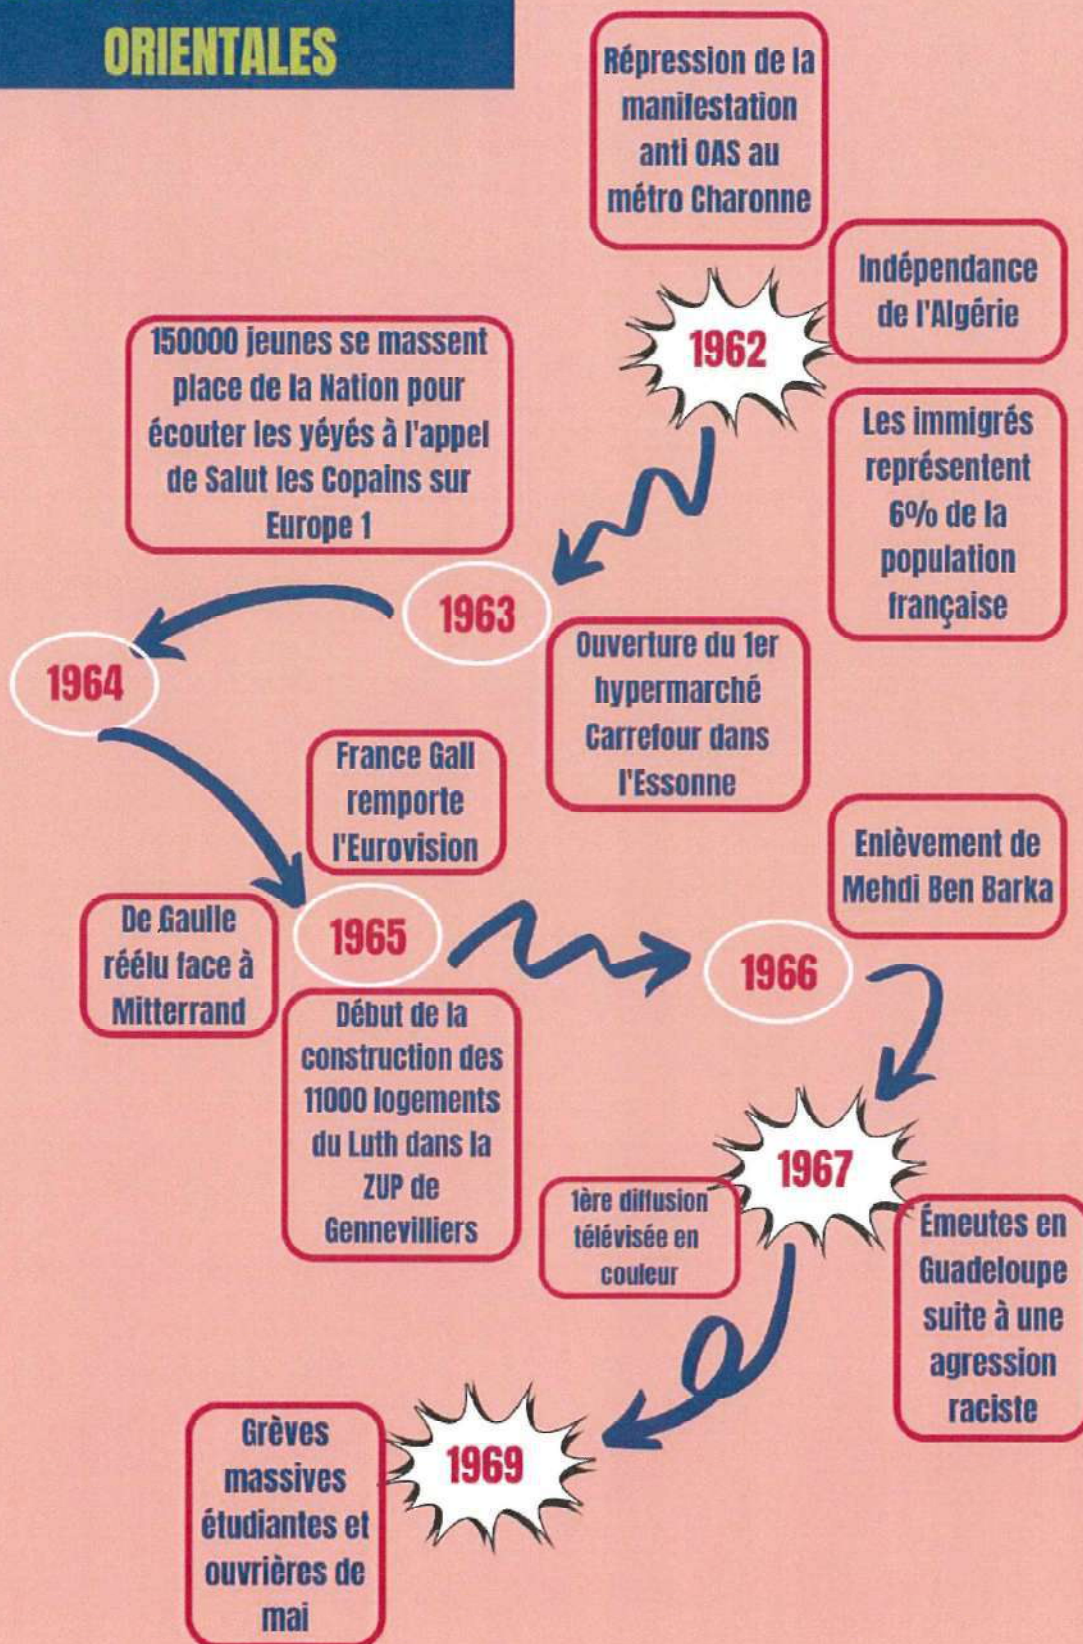 ORIENTALES
Répression de la
manifestation
anti OAS au
métro Charonne
1962
Indépendance
de l'Algérie
Les immigrés
représentent
6% de la
population
française
150000 jeunes se massent
place de la Nation pour
écouter les yéyés à l'appel
de Salut les Copains sur
Europe 1
1963
Ouverture du 1er
hypermarché
Carrefour dans
l'Essonne
1964
France Gall
remporte
l'Eurovision
1965
De Gaulle
réélu face à
Mitterrand
Début de la
construction des
11000 logements
du Luth dans la
ZUP de
Gennevilliers
1966
Enlèvement de
Mehdi Ben Barka
1967
1ère diffusion
télévisée en
couleur
Émeutes en
Guadeloupe
suite à une
agression
raciste
1969
Grèves
massives
étudiantes et
ouvrières de
mai